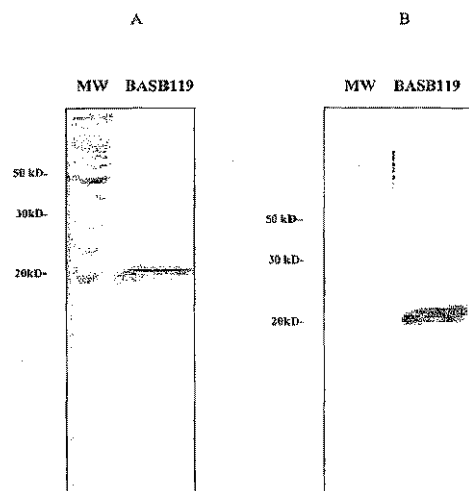 A
B
MW BASB119
MW BASB119
50 kD-
30kD-
20kD-
50 kD-
30 kD-
20kD-